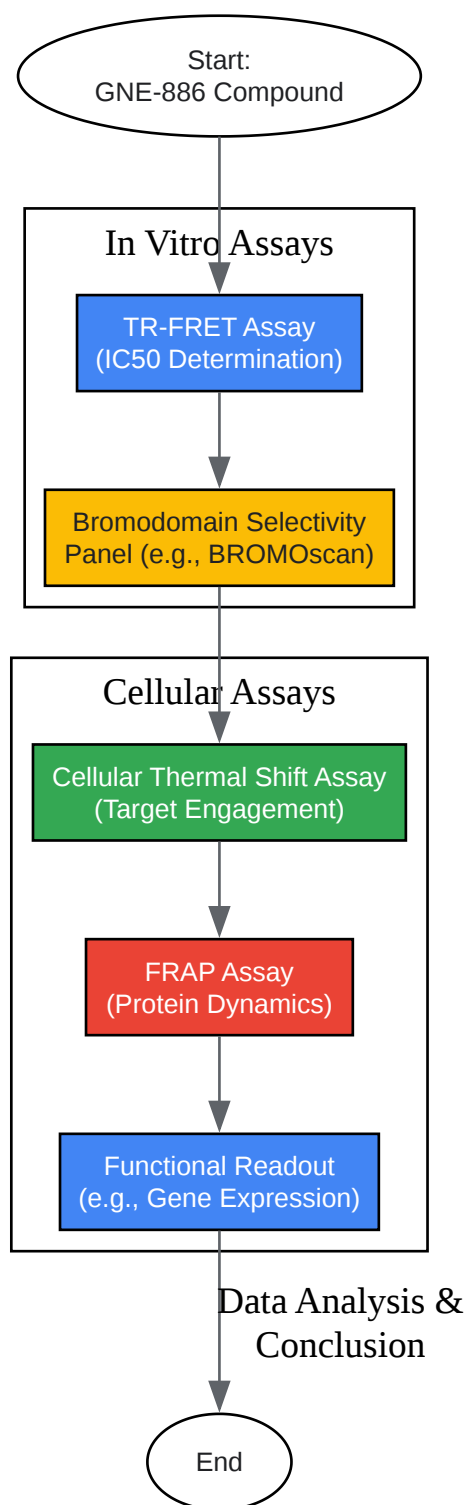 Start:
GNE-886 Compound
In Vitro Assays
TR-FRET Assay
(IC50 Determination)
Bromodomain Selectivity
Panel (e.g., BROMOscan)
Cellular Assays
Cellular Thermal Shift Assay
(Target Engagement)
FRAP Assay
(Protein Dynamics)
Functional Readout
(e.g., Gene Expression)
Data Analysis &
Conclusion
End